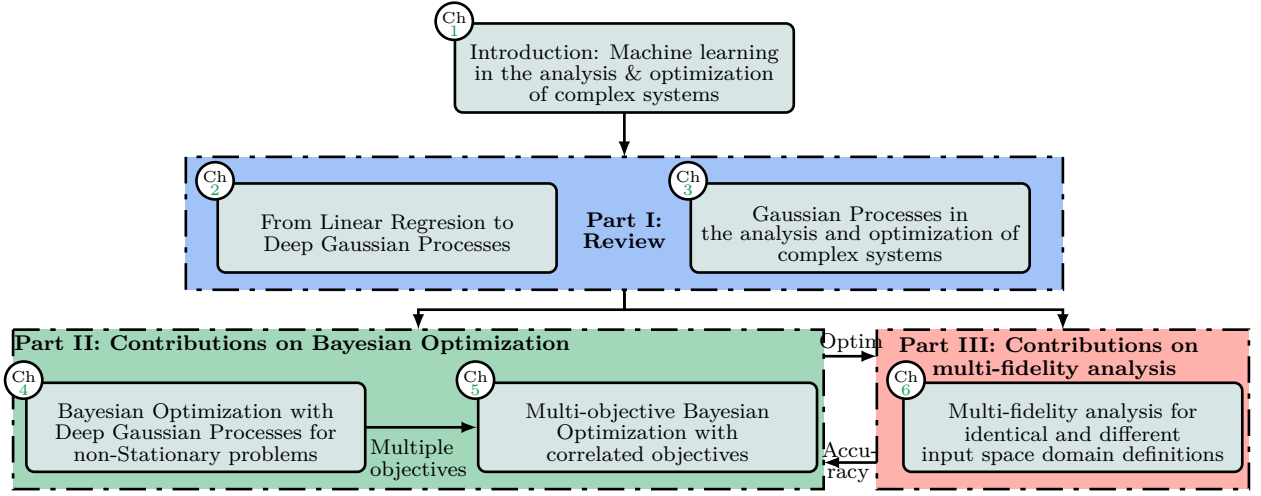 Ch
1
Introduction: Machine learning
in the analysis & optimization
of complex systems
Ch
2
From Linear Regresion to
Deep Gaussian Processes
Part I:
Review
Ch
3
Gaussian Processes in
the analysis and optimization of
complex systems
Part II: Contributions on Bayesian Optimization
Ch
4
Bayesian Optimization with
Deep Gaussian Processes for
non-Stationary problems
Multiple
objectives
Ch
5
Multi-objective Bayesian
Optimization with
correlated objectives
Optim
Accu-
racy
Part III: Contributions on
multi-fidelity analysis
Ch
6
Multi-fidelity analysis for
identical and different
input space domain definitions